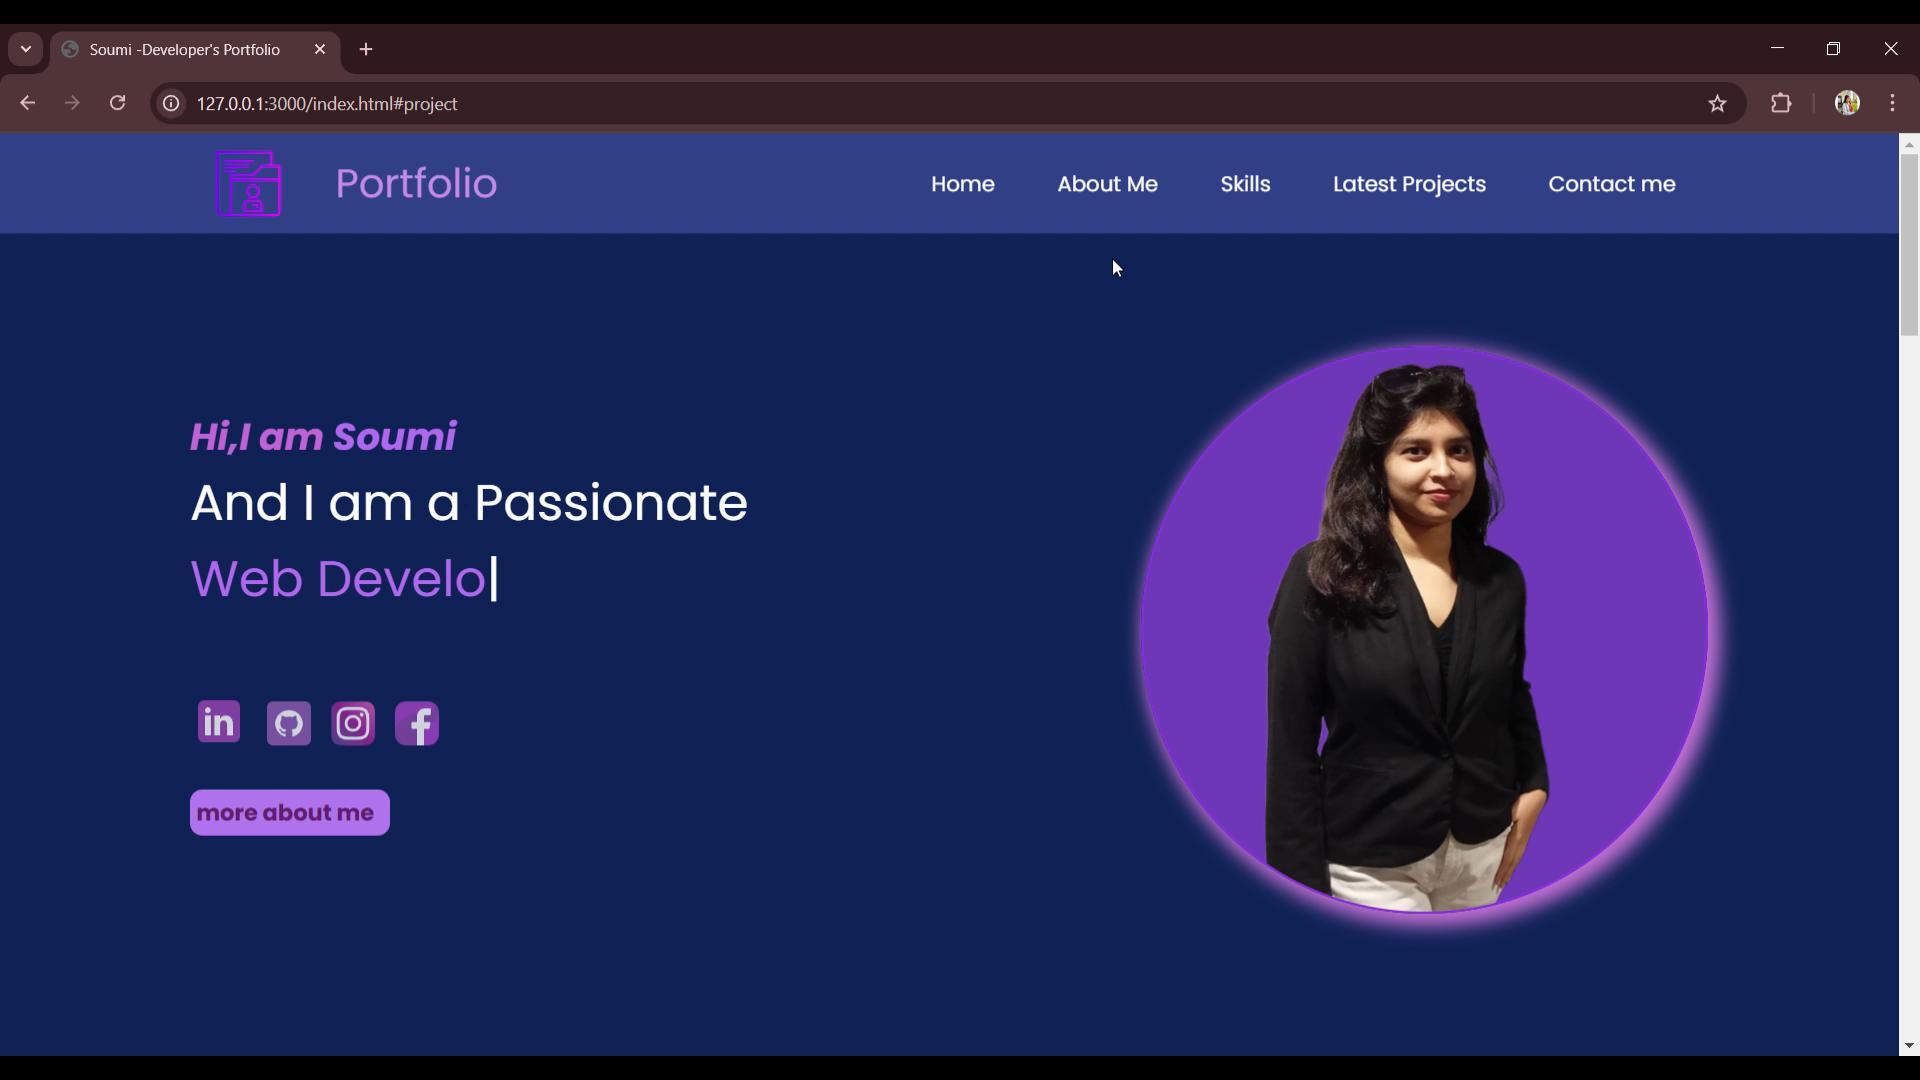 Soumi -Developer's Portfolio
127.0.0.1:3000/index.html#project
Portfolio
Home About Me Skills Latest Projects Contact me
Hi,I am Soumi
And I am a Passionate
Web Develo|
in f
more about me